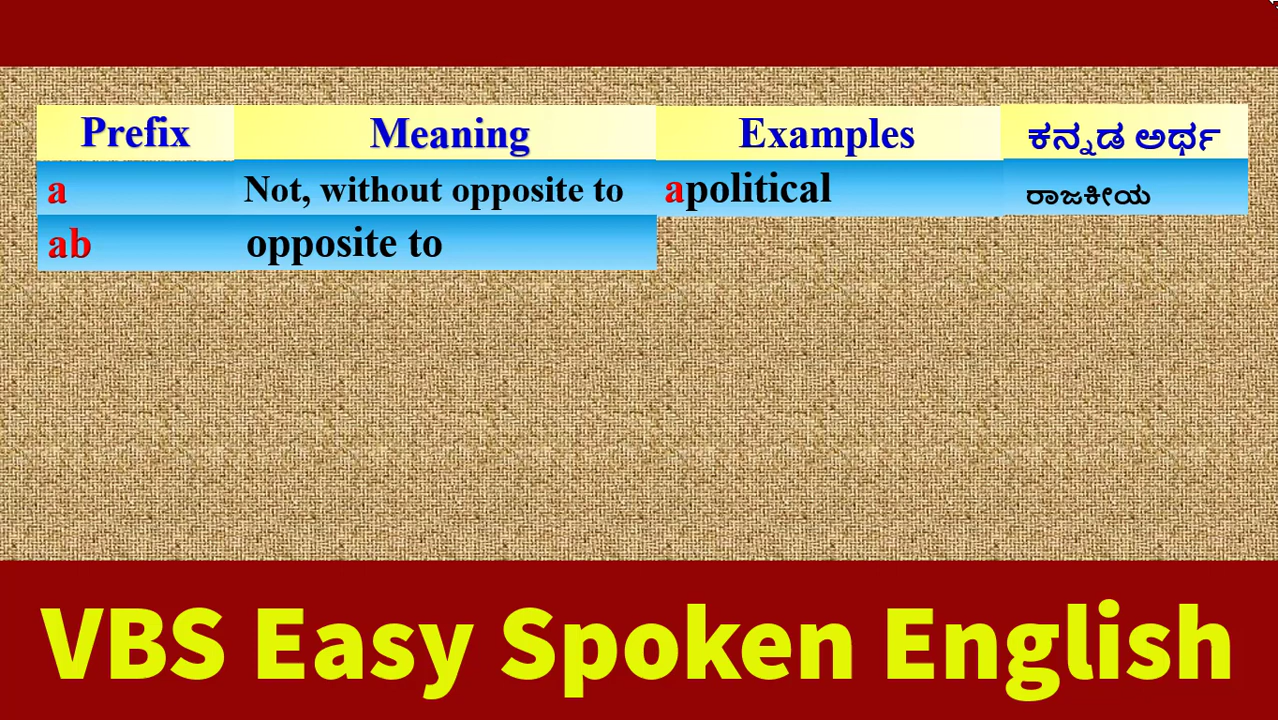 Prefix Meaning Examples ಕನ್ನಡ ಅರ್ಥ
a Not, without opposite to apolitical ರಾಜಕೀಯ
ab opposite to
VBS Easy Spoken English